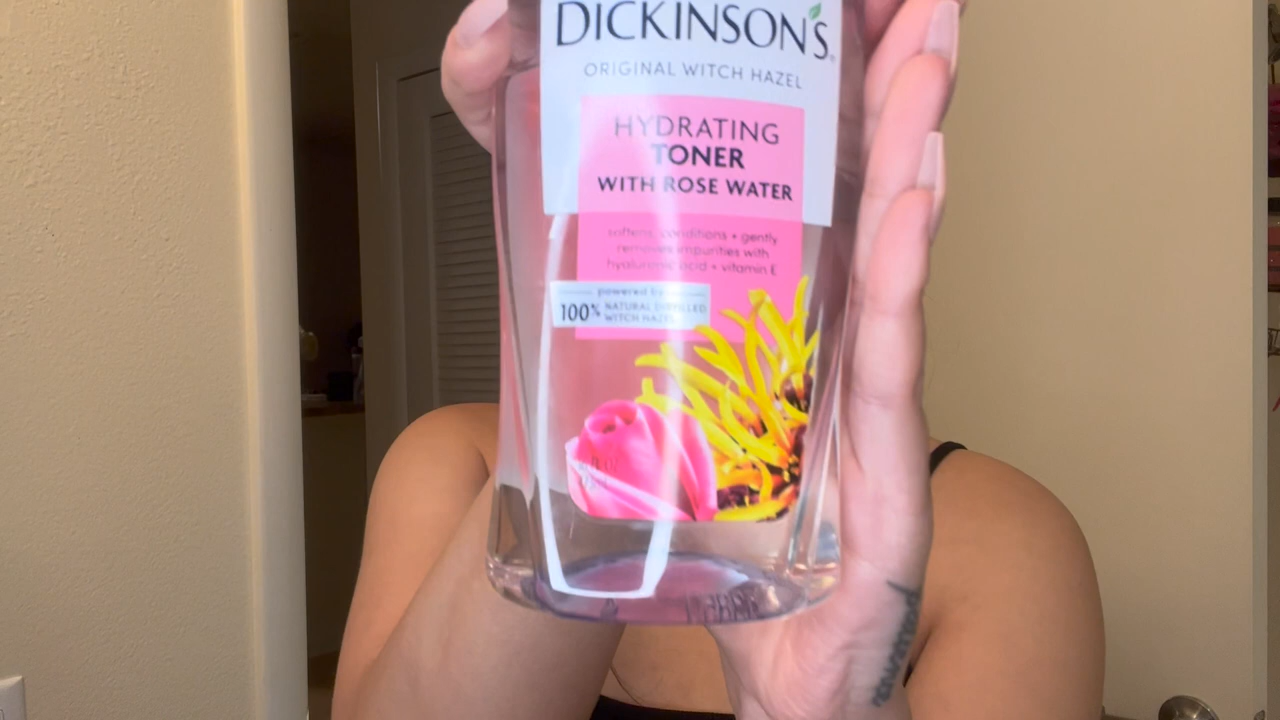 DICKINSON'S®
ORIGINAL WITCH HAZEL
HYDRATING
TONER
WITH ROSE WATER
softens, conditions + gently
removes impurities with
hyaluronic acid + vitamin E
powered by
100% NATURAL DISTILLED
WITCH HAZEL